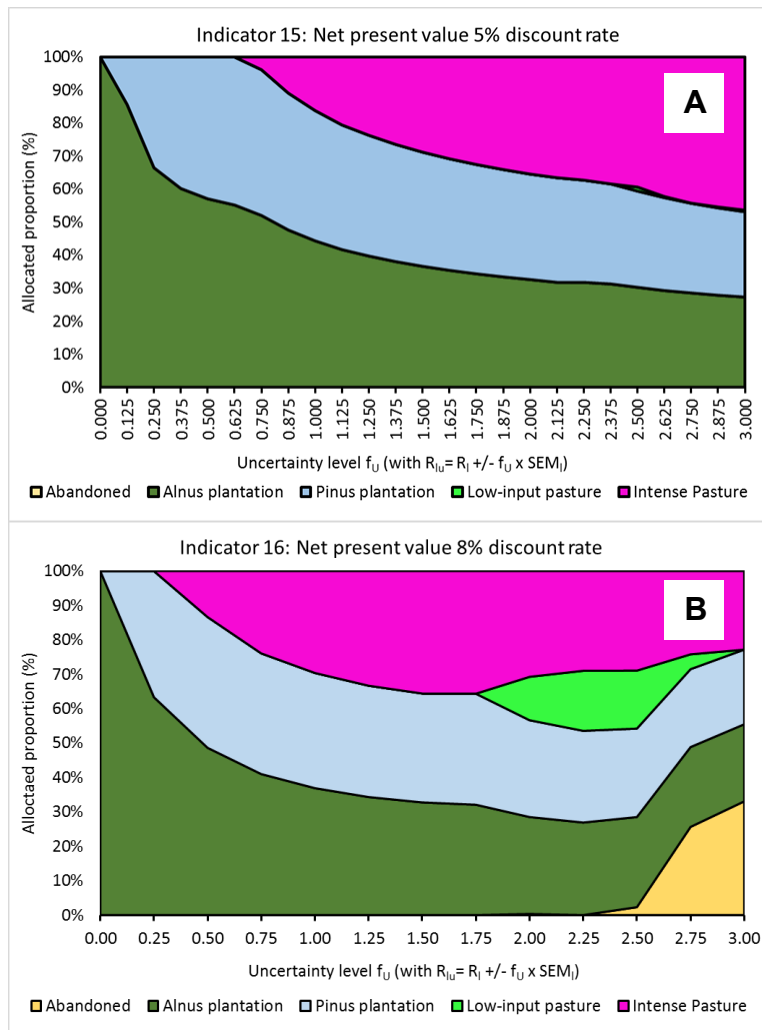 Indicator 15: Net present value 5% discount rate
A
Allocated proportion (%)
100%
90%
80%
70%
60%
50%
40%
30%
20%
10%
0%
0.000 0.125 0.250 0.375 0.500 0.625 0.750 0.875 1.000 1.125 1.250 1.375 1.500 1.625 1.750 1.875 2.000 2.125 2.250 2.375 2.500 2.625 2.750 2.875 3.000
Uncertainty level fU (with Rlu= Rl +/- fU x SEMl)
Abandoned Alnus plantation Pinus plantation Low-input pasture Intense Pasture
Indicator 16: Net present value 8% discount rate
B
Alloctaed proportion (%)
100%
90%
80%
70%
60%
50%
40%
30%
20%
10%
0%
0.00 0.25 0.50 0.75 1.00 1.25 1.50 1.75 2.00 2.25 2.50 2.75 3.00
Uncertainty level fU (with Rlu= Rl +/- fU x SEMl)
Abandoned Alnus plantation Pinus plantation Low-input pasture Intense Pasture